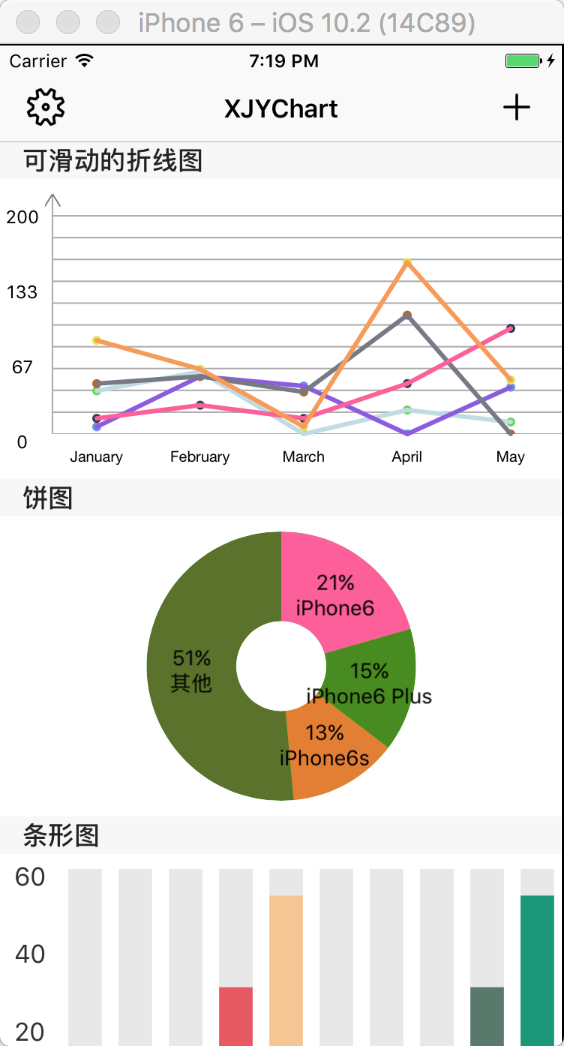 iPhone 6 – iOS 10.2 (14C89)
Carrier 7:19 PM
XJYChart
可滑动的折线图
200
133
67
0
January February March April May
饼图
21%
iPhone6
51%
其他
15%
iPhone6 Plus
13%
iPhone6s
条形图
60
40
20